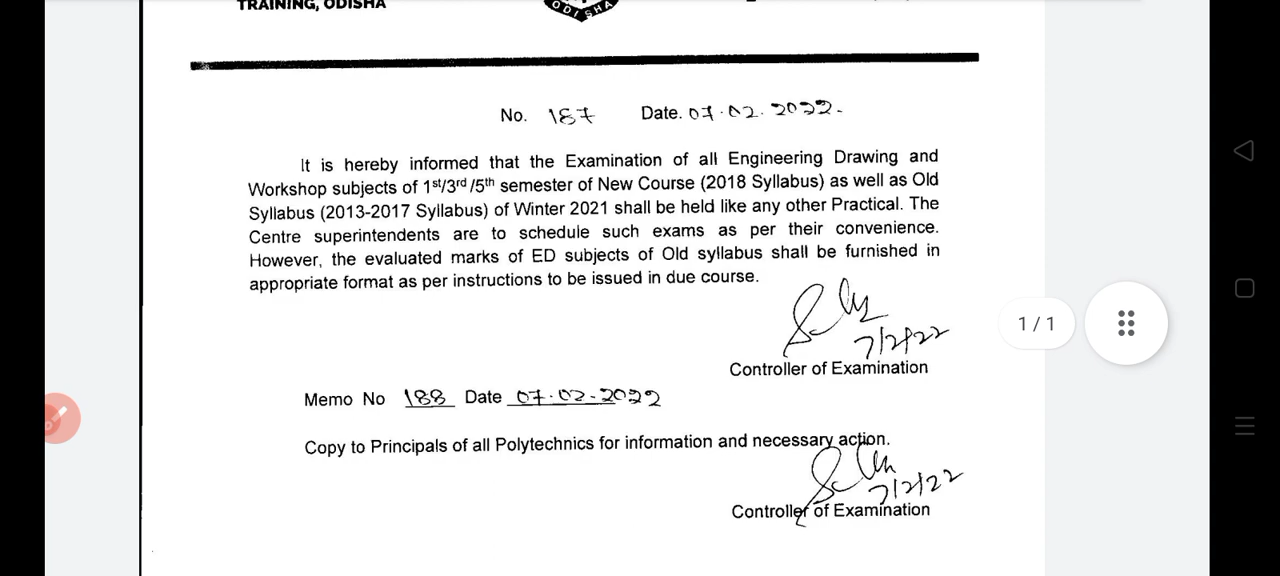 TRAINING, ODISHA
ODISHA
No. 187 Date. 07.02.2022.
It is hereby informed that the Examination of all Engineering Drawing and
Workshop subjects of 1st/3rd /5th semester of New Course (2018 Syllabus) as well as Old
Syllabus (2013-2017 Syllabus) of Winter 2021 shall be held like any other Practical. The
Centre superintendents are to schedule such exams as per their convenience.
However, the evaluated marks of ED subjects of Old syllabus shall be furnished in
appropriate format as per instructions to be issued in due course.
7/2/22
1 / 1
Controller of Examination
Memo No 188 Date 07.02.2022
Copy to Principals of all Polytechnics for information and necessary action.
7/2/22
Controller of Examination